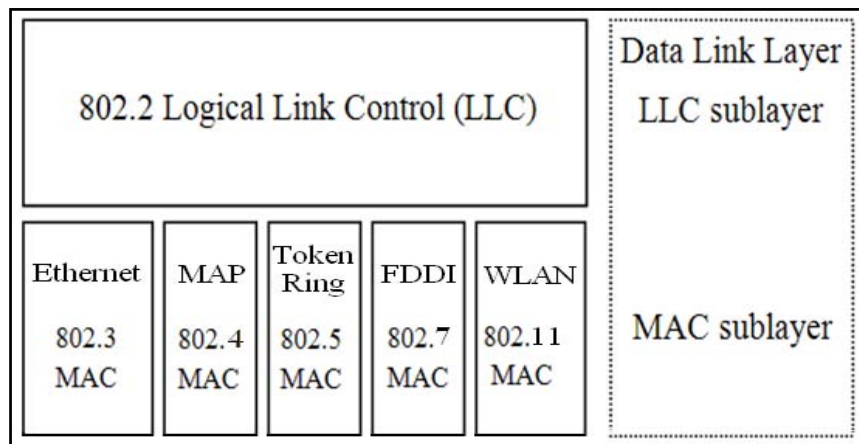 802.2 Logical Link Control (LLC)
Data Link Layer
LLC sublayer
Ethernet
802.3
MAC
MAP
802.4
MAC
Token
Ring
802.5
MAC
FDDI
802.7
MAC
WLAN
802.11
MAC
MAC sublayer